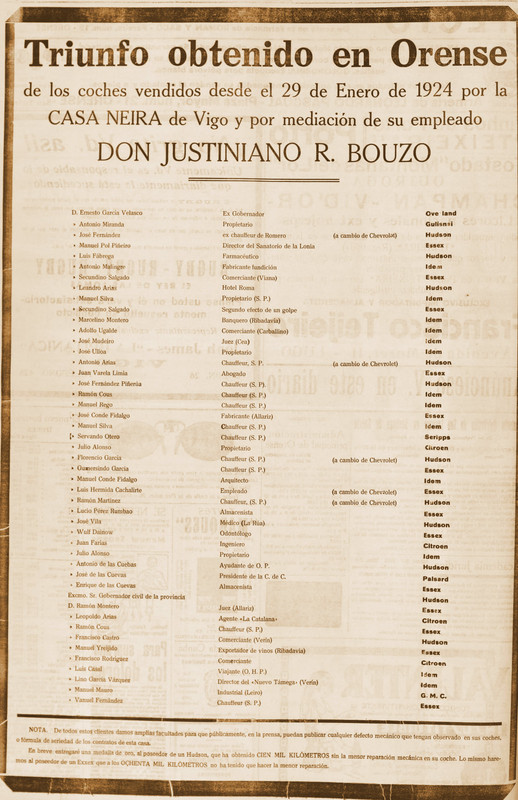 Triunfo obtenido en Orense
de los coches vendidos desde el 29 de Enero de 1924 por la
CASA NEIRA de Vigo y por mediación de su empleado
DON JUSTINIANO R. BOUZO
D. Ernesto García Velasco Ex Gobernador Ove land
» Antonio García Propietario
» José Fernández ex chauffeur de Romero (a cambio de Chevrolet) Hudson
» Manuel Pol Piñeiro Director del Sanatorio de la Lonia Essex
» Luis Fábrega Farmacéutico Hudson
» Antonio Malingre Fabricante fundición Idem
» Secundino Salgado Comerciante (Viana) Essex
» Leandro Arias Hotel Roma Hudson
» Manuel Silva Propietario (S. P.) Idem
» Secundino Salgado Segundo efecto de un golpe Essex
» Marcelino Montero Banquero (Ribadavia) Idem
» Adolfo Ugalde Comerciante (Carballino) Idem
» José Madeiro Juez (Cea) Idem
» José Ulloa Propietario Idem
» Antonio Arias Chauffeur, S. P. (a cambio de Chevrolet) Hudson
» Juan Varela Limia Abogado Essex
» José Fernández Piñerúa Chauffeur (S. P). Hudson
» Ramón Cous Chauffeur (S. P.) Idem
» Manuel Rego Chauffeur (S. P.) Idem
» José Conde Fidalgo Fabricante (Allariz) Essex
» Manuel Silva Chauffeur (S. P.) Idem
» Servando Otero Chauffeur (S. P.) Scripps
» Julio Alonso Propietario Citroen
» Florencio García Chauffeur (S. P.) (a cambio de Chevrolet) Hudson
» Gumersindo García Chauffeur (S. P.) Essex
» Manuel Conde Fidalgo Arquitecto Idem
» Luis Hermida Cachalvite Empleado (a cambio de Chevrolet) Essex
» Ramón Martínez Chauffeur, (S. P.) (a cambio de Chevrolet) Hudson
» Lucio Pérez Almacenista Essex
» José Vila Médico (La Rúa) Hudson
» Wulf Odontólogo Essex
» Juan Farias Ingeniero Citroen
» Julio Alonso Propietario Idem
» Antonio de las Cuebas Ayudante de O. P. Hudson
» José de las Cuevas Presidente de la C. de C. Palsard
» Enrique de las Cuevas Almacenista Essex
Excmo. Sr. Gobernador civil de la provincia Hudson
D. Ramón Montero Juez (Allariz) Essex
» Leopoldo Arias Agente «La Catalana» Citroen
» Ramón Cous Chauffeur (S. P.) Essex
» Francisco Castro Comerciante (Verín) Hudson
» Manuel Treijido Exportador de vinos (Ribadavia) Essex
» Francisco Rodríguez Comerciante Citroen
» Luis Casal Viajante (O. H. P.) Idem
» Lino García Vázquez Director del «Nuevo Támega» (Verín) Idem
» Manuel Mauro Industrial (Leiro) G. M. C.
» Fernández Chauffeur (S. P.) Essex
NOTA. De todos estos clientes damos amplias facultades para que públicamente, en la prensa, puedan publicar cualquier defecto mecánico que tengan observado en sus coches,
o fórmula de seriedad de los contratos de esta casa.
En breve entregaré una medalla de oro, al poseedor de un Hudson, que ha obtenido CIEN MIL KILÓMETROS sin la menor reparación mecánica en su coche. Lo mismo hare-
mos al poseedor de un Essex que a los OCHENTA MIL KILÓMETROS no ha tenido que hacer la menor reparación.